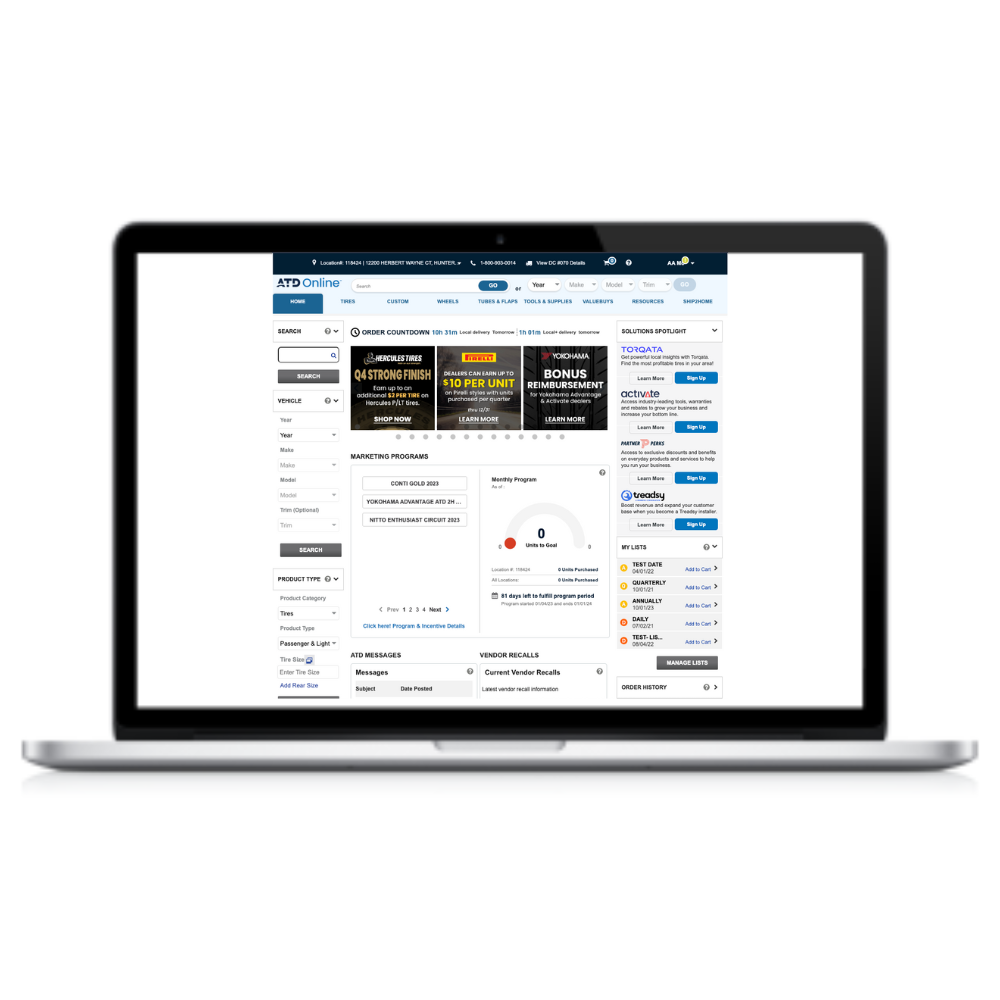 Location#: 118424 | 12200 HERBERT WAYNE CT, HUNTER,
1-800-903-0014
View DC #079 Details
0
AA
ATD Online
Search
GO
or
Year
Make
Model
Trim
GO
HOME
TIRES
CUSTOM
WHEELS
TUBES & FLAPS
TOOLS & SUPPLIES
VALUEBUY
RESOURCES
SHIP2HOME
SEARCH
SEARCH
VEHICLE
Year
Year
Make
Make
Model
Model
Trim (Optional)
Trim
SEARCH
PRODUCT TYPE
Product Category
Tires
Product Type
Passenger & Light
Tire Size
Enter Tire Size
Add Rear Size
ORDER COUNTDOWN 10h 31m Local delivery Tomorrow | 1h 01m Local+ delivery tomorrow
HERCULES TIRES
Q4 STRONG FINISH
Earn up to an
additional $2 PER TIRE on
Hercules P/LT tires.
SHOP NOW
PIRELLI
DEALERS CAN EARN UP TO
$10 PER UNIT
on Pirelli styles with units
purchased per quarter
thru 12/31
LEARN MORE
YOKOHAMA
BONUS
REIMBURSEMENT
for Yokohama Advantage
& Activate dealers
LEARN MORE
MARKETING PROGRAMS
CONTI GOLD 2023
YOKOHAMA ADVANTAGE ATD 2H ...
NITTO ENTHUSIAST CIRCUIT 2023
< Prev 1 2 3 4 Next >
Click here! Program & Incentive Details
Monthly Program
As of -
0
Units to Goal
0
0
Location #: 118424
0 Units Purchased
All Locations:
0 Units Purchased
81 days left to fulfill program period
Program started 01/04/23 and ends 01/01/24
ATD MESSAGES
Messages
Subject
Date Posted
VENDOR RECALLS
Current Vendor Recalls
Latest vendor recall information
SOLUTIONS SPOTLIGHT
TORQATA
Get powerful local insights with Torqata.
Find the most profitable tires in your area!
Learn More
Sign Up
activate
Access industry-leading tools, warranties
and rebates to grow your business and
increase your bottom line.
Learn More
Sign Up
PARTNER P PERKS
Access to exclusive discounts and benefits
on everyday products and services to help
you run your business.
Learn More
Sign Up
treadsy
Boost revenue and expand your customer
base when you become a Treadsy installer.
Learn More
Sign Up
MY LISTS
A TEST DATE
04/01/22
Add to Cart >
Q QUARTERLY
10/01/21
Add to Cart >
A ANNUALLY
10/01/23
Add to Cart >
D DAILY
07/02/21
Add to Cart >
TEST- LIS...
08/04/22
Add to Cart >
MANAGE LISTS
ORDER HISTORY